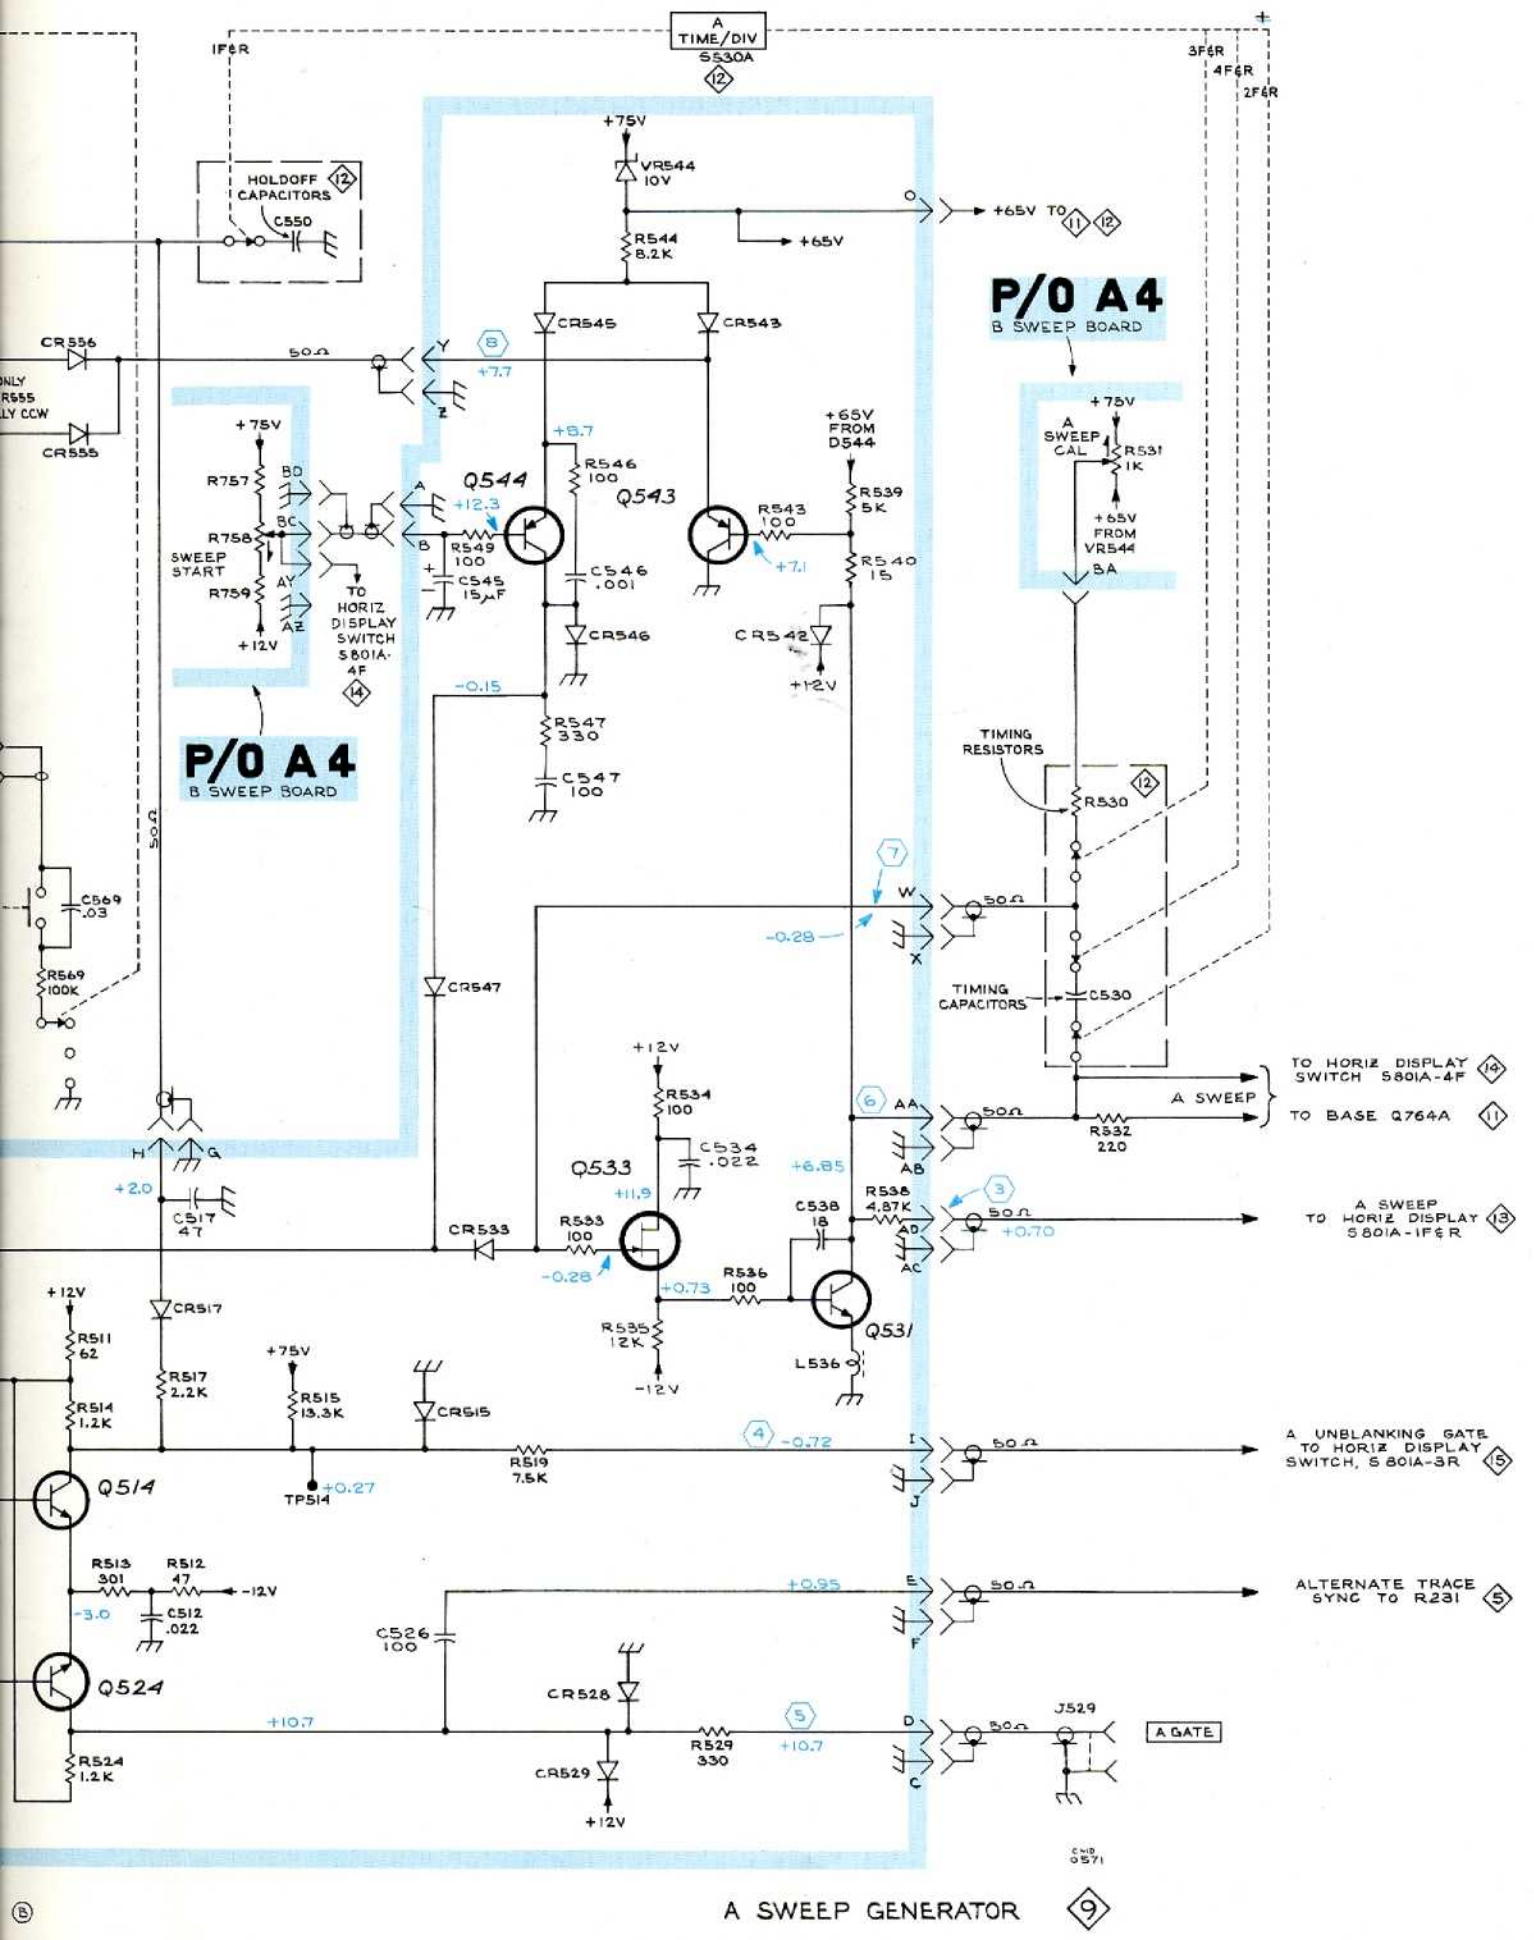 A
TIME/DIV
S530A
12
1F&R
3F&R
4F&R
2F&R
+75V
VR544
10V
HOLDOFF
CAPACITORS
12
C550
O
+65V TO
11
12
+65V
R544
8.2K
P/O A4
B SWEEP BOARD
CR545
CR543
CR556
50Ω
8
+7.7
Y
Z
ONLY
R555
LY CCW
CR555
+75V
R757
BD
R758
BC
SWEEP
START
R759
AY
AZ
+12V
TO
HORIZ
DISPLAY
SWITCH
S801A-
4F
14
P/O A4
B SWEEP BOARD
A
B
Q544
+12.3
R549
100
C545
15µF
+
−
R546
100
C546
.001
CR546
Q543
R543
100
+7.1
+65V
FROM
D544
R539
5K
R540
15
CR542
+12V
+75V
A
SWEEP
CAL
R531
1K
+65V
FROM
VR544
BA
-0.15
R547
330
C547
100
TIMING
RESISTORS
12
R530
50Ω
C569
.03
R569
100K
7
W
-0.28
X
50Ω
TIMING
CAPACITORS
C530
CR547
+12V
R534
100
C534
.022
6
AA
50Ω
AB
R532
220
A SWEEP
TO HORIZ DISPLAY
SWITCH S801A-4F
14
TO BASE Q764A
11
H
G
+2.0
C517
47
Q533
+11.9
+6.85
C538
18
R538
4.87K
AD
AC
3
50Ω
+0.70
A SWEEP
TO HORIZ DISPLAY
S801A-1F&R
13
CR533
R533
100
-0.28
+0.73
R536
100
Q531
R535
12K
-12V
L536
+12V
R511
62
CR517
R517
2.2K
R514
1.2K
+75V
R515
13.3K
CR515
R519
7.5K
4
-0.72
I
J
50Ω
A UNBLANKING GATE
TO HORIZ DISPLAY
SWITCH, S801A-3R
15
Q514
TP514
+0.27
R513
301
R512
47
-12V
-3.0
C512
.022
+0.95
E
F
50Ω
ALTERNATE TRACE
SYNC TO R231
5
C526
100
Q524
+10.7
R524
1.2K
CR528
CR529
+12V
R529
330
5
+10.7
D
C
50Ω
J529
A GATE
0571
B
A SWEEP GENERATOR
9